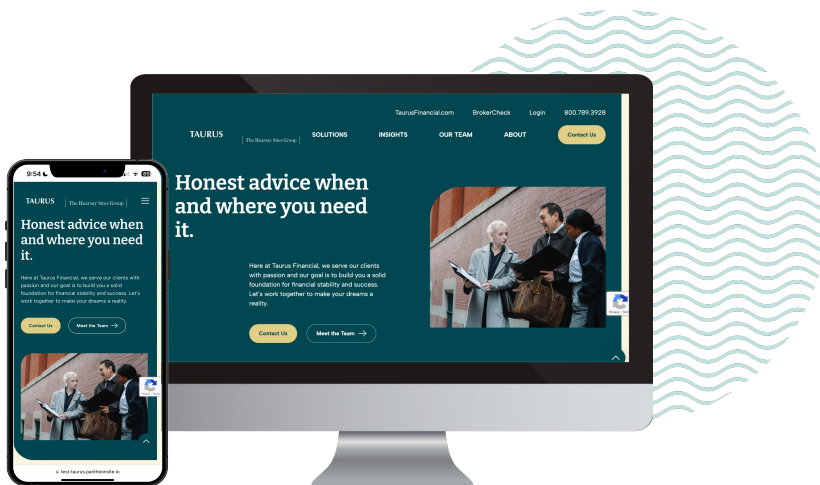 TaurusFinancial.com BrokerCheck Login 800.789.3928
TAURUS | The Hearsay Sites Group | SOLUTIONS INSIGHTS OUR TEAM ABOUT Contact Us
Honest advice when
and where you need
it.
Here at Taurus Financial, we serve our clients
with passion and our goal is to build you a solid
foundation for financial stability and success.
Let's work together to make your dreams a
reality.
Contact Us Meet the Team →
9:54 65
TAURUS | The Hearsay Sites Group |
Honest advice when
and where you need
it.
Here at Taurus Financial, we serve our clients with
passion and our goal is to build you a solid
foundation for financial stability and success. Let's
work together to make your dreams a reality.
Contact Us Meet the Team →
test-taurus.pantheonsite.io